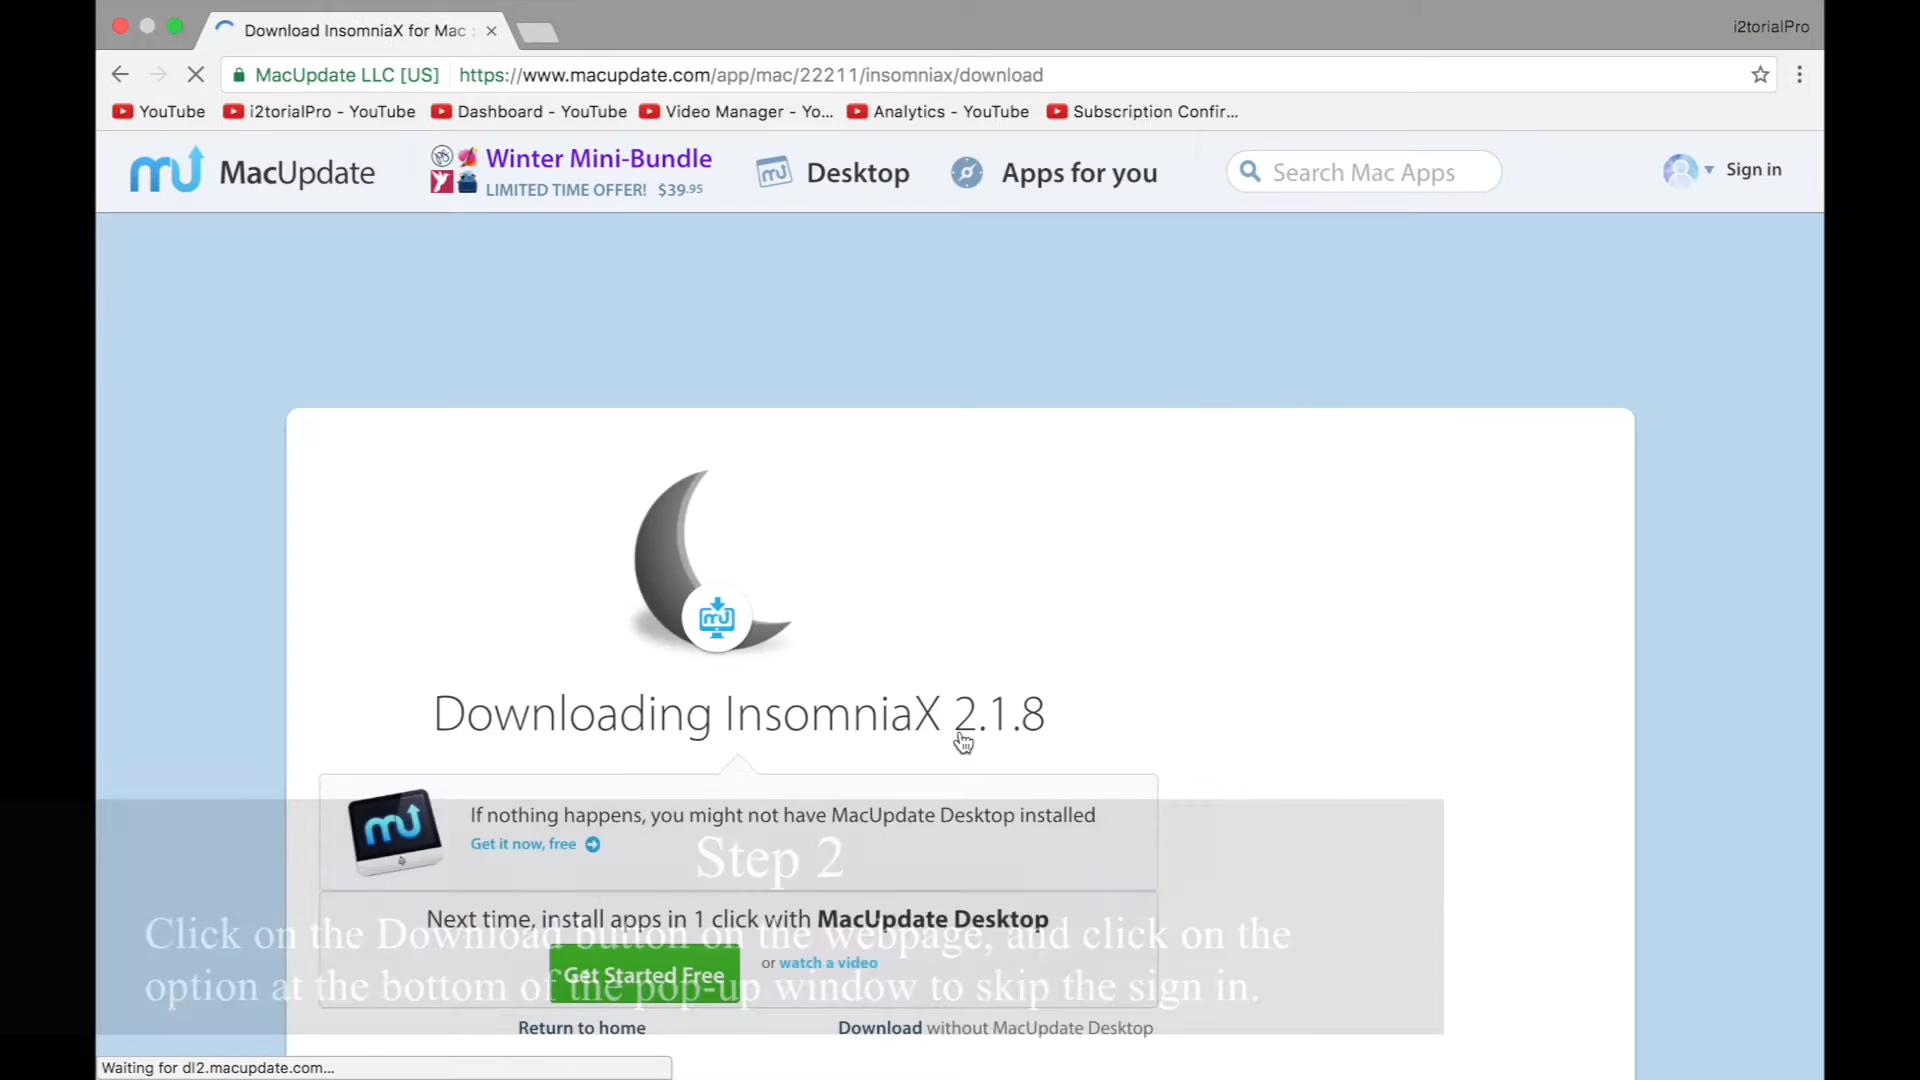 Download InsomniaX for Mac
i2torialPro
MacUpdate LLC [US] https://www.macupdate.com/app/mac/22211/insomniax/download
YouTube i2torialPro - YouTube Dashboard - YouTube Video Manager - Yo... Analytics - YouTube Subscription Confir...
MacUpdate
Winter Mini-Bundle
LIMITED TIME OFFER! $39.95
Desktop
Apps for you
Search Mac Apps
Sign in
Downloading InsomniaX 2.1.8
If nothing happens, you might not have MacUpdate Desktop installed
Get it now, free
Step 2
Next time, install apps in 1 click with MacUpdate Desktop
Click on the Download button on the webpage, and click on the
option at the bottom of the pop-up window to skip the sign in.
Get Started Free
or watch a video
Return to home
Download without MacUpdate Desktop
Waiting for dl2.macupdate.com...